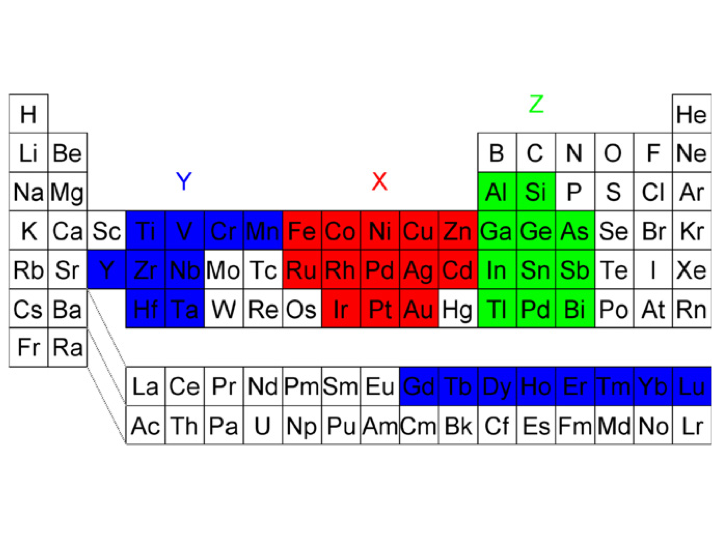 Z
H He
Li Be B C N O F Ne
Y X
Na Mg Al Si P S Cl Ar
K Ca Sc Ti V Cr Mn Fe Co Ni Cu Zn Ga Ge As Se Br Kr
Rb Sr Y Zr Nb Mo Tc Ru Rh Pd Ag Cd In Sn Sb Te I Xe
Cs Ba Hf Ta W Re Os Ir Pt Au Hg Tl Pd Bi Po At Rn
Fr Ra
La Ce Pr Nd Pm Sm Eu Gd Tb Dy Ho Er Tm Yb Lu
Ac Th Pa U Np Pu Am Cm Bk Cf Es Fm Md No Lr